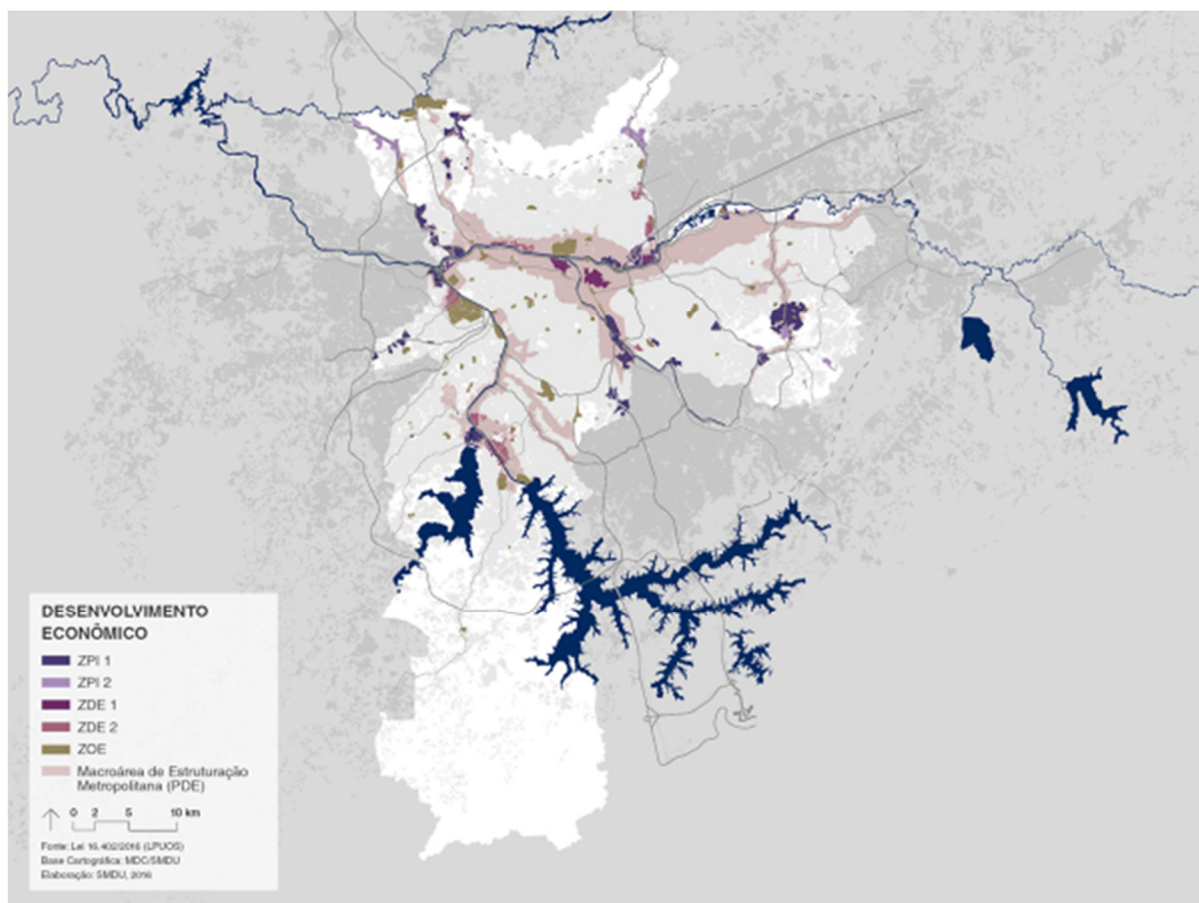 DESENVOLVIMENTO
ECONÔMICO
ZPI 1
ZPI 2
ZDE 1
ZDE 2
ZOE
Macroárea de Estruturação
Metropolitana (PDE)
0 2 5 10 km
Fonte: Lei 16.402/2016 (LPUOS)
Base Cartográfica: MDC/SMDU
Elaboração: SMDU, 2016